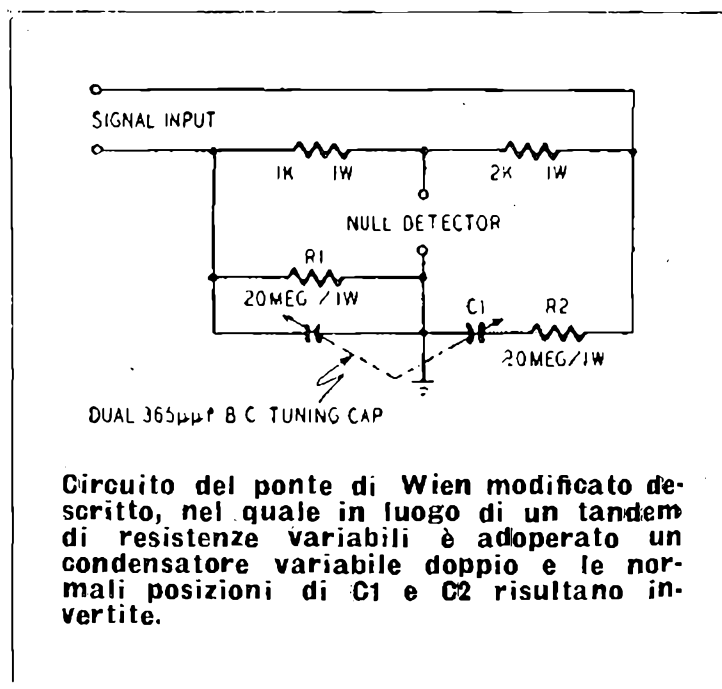 SIGNAL INPUT
1K 1W
2K 1W
NULL DETECTOR
R1
20MEG / 1W
C1
R2
20MEG/1W
DUAL 365μμf B C TUNING CAP
Circuito del ponte di Wien modificato de-
scritto, nel quale in luogo di un tandem
di resistenze variabili è adoperato un
condensatore variabile doppio e le nor-
mali posizioni di C1 e C2 risultano in-
vertite.